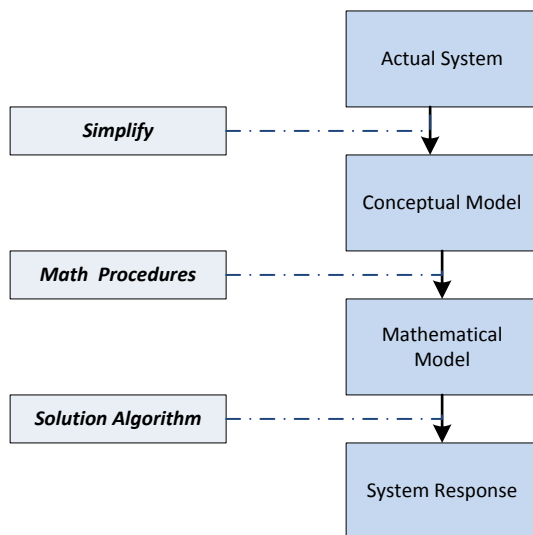 Actual System
Simplify
Conceptual Model
Math Procedures
Mathematical
Model
Solution Algorithm
System Response